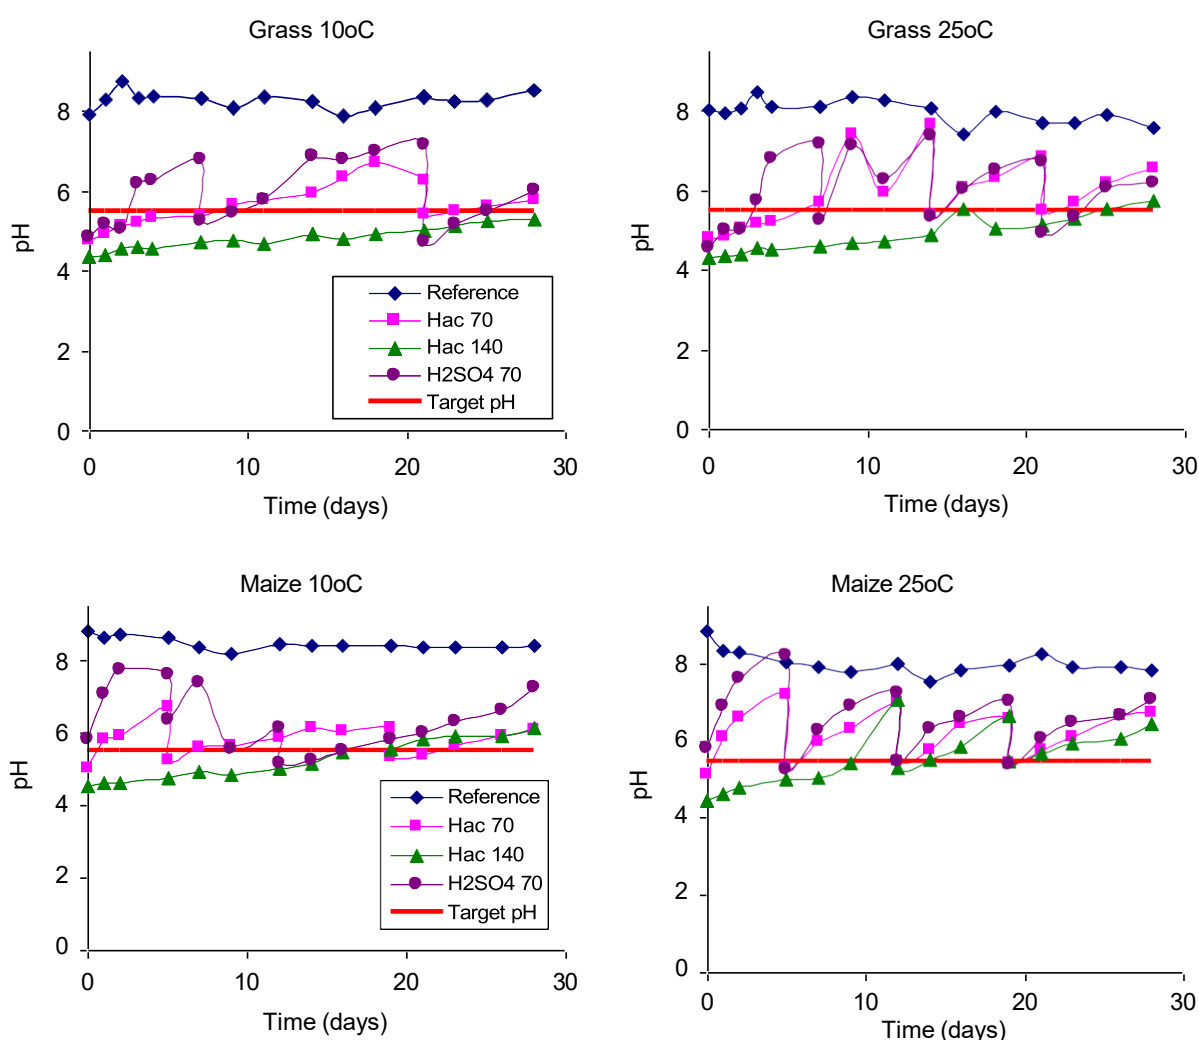 Grass 10oC
8
6
4
2
0
pH
0 10 20 30
Time (days)
Reference
Hac 70
Hac 140
H2SO4 70
Target pH
Grass 25oC
8
6
4
2
0
pH
0 10 20 30
Time (days)
Maize 10oC
8
6
4
2
0
pH
0 10 20 30
Time (days)
Reference
Hac 70
Hac 140
H2SO4 70
Target pH
Maize 25oC
8
6
4
2
0
pH
0 10 20 30
Time (days)